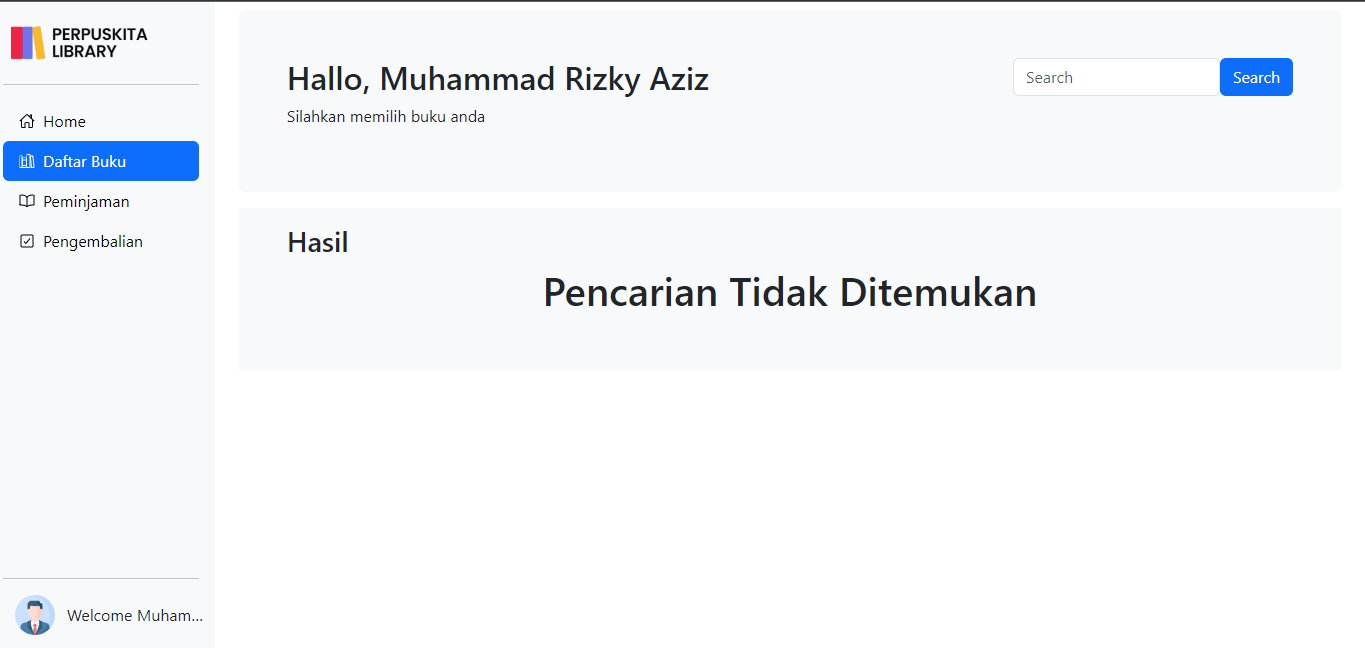 PERPUSKITA
LIBRARY
Home
Daftar Buku
Peminjaman
Pengembalian
Welcome Muham...
Hallo, Muhammad Rizky Aziz
Silahkan memilih buku anda
Search
Search
Hasil
Pencarian Tidak Ditemukan